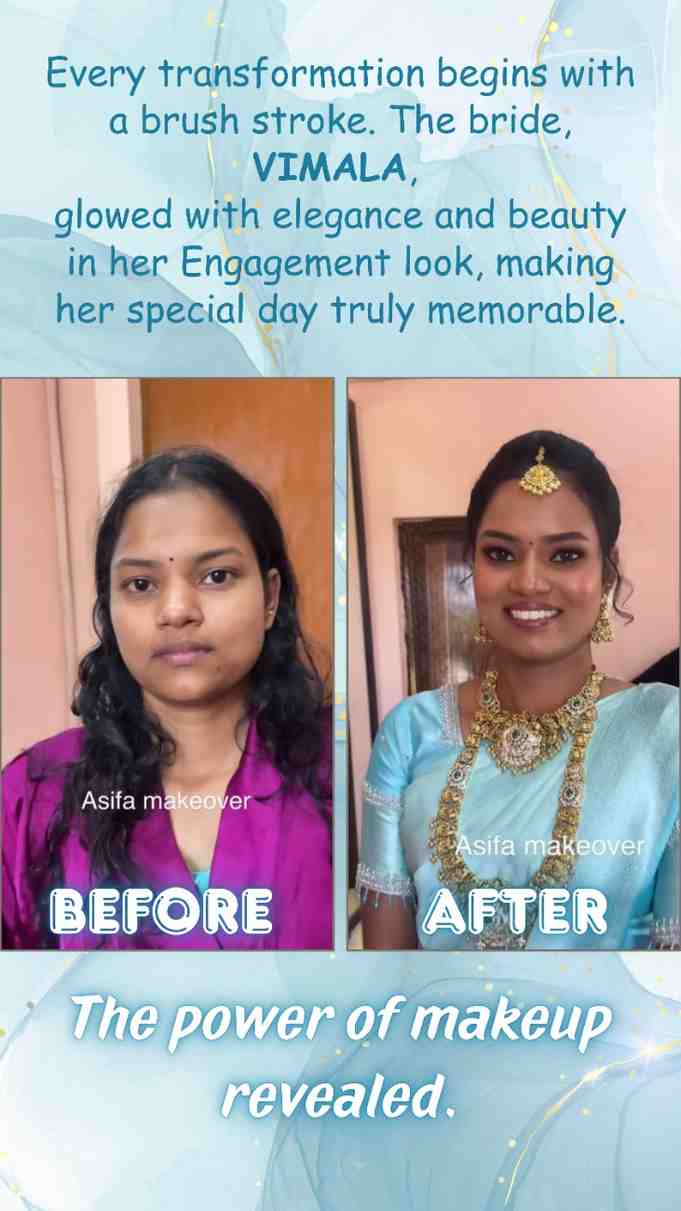 Every transformation begins with
a brush stroke. The bride,
VIMALA,
glowed with elegance and beauty
in her Engagement look, making
her special day truly memorable.
Asifa makeover
Asifa makeover
BEFORE
AFTER
The power of makeup
revealed.